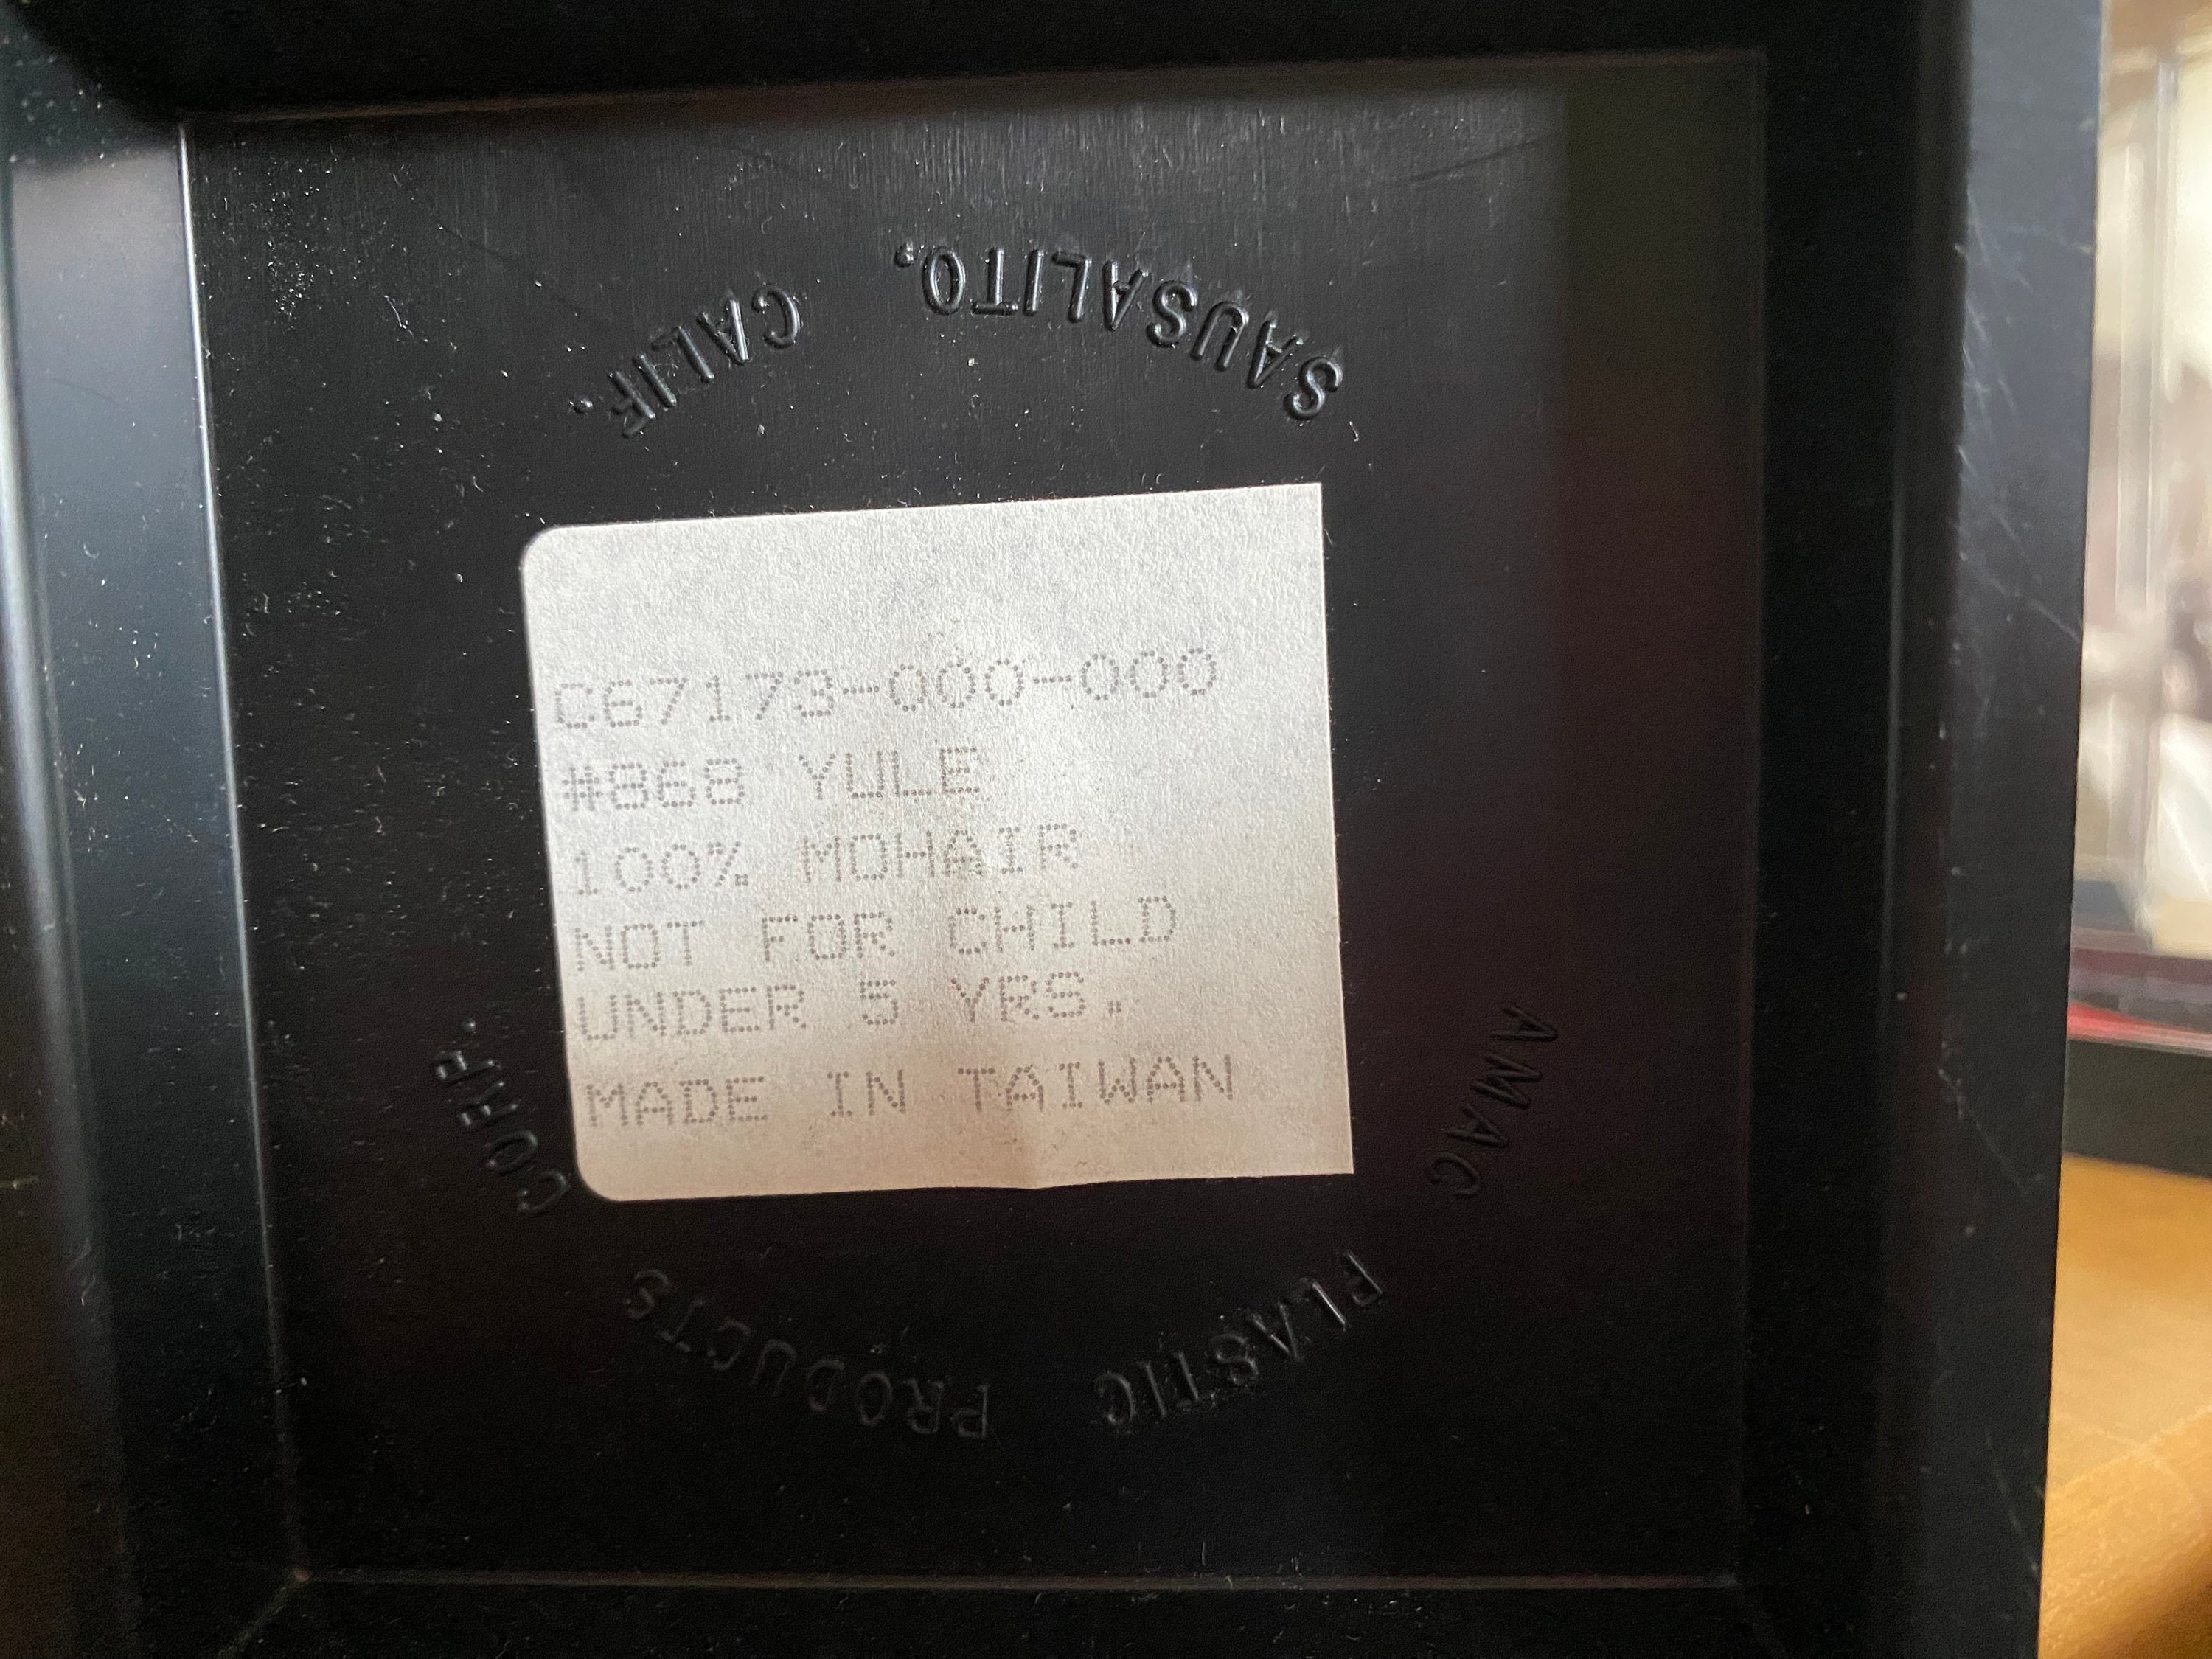 C67173-000-000
#868 YULE
100% MOHAIR
NOT FOR CHILD
UNDER 5 YRS.
MADE IN TAIWAN
AMAC PLASTIC PRODUCTS CORP.
SAUSALITO, CALIF.